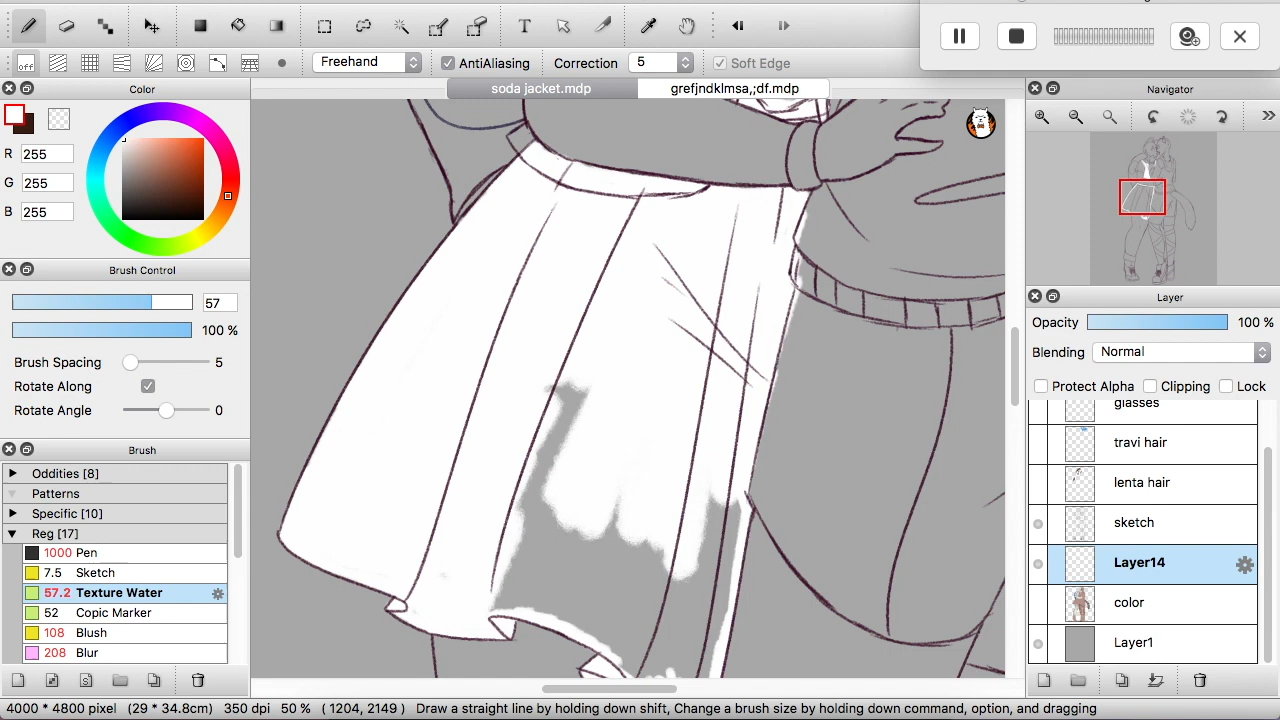 T
off
Freehand
AntiAliasing
Correction
5
Soft Edge
Color
soda jacket.mdp
grefjndklmsa,;df.mdp
Navigator
R 255
G 255
B 255
Brush Control
57
100 %
Brush Spacing 5
Rotate Along
Rotate Angle 0
Layer
Opacity 100 %
Blending Normal
Protect Alpha Clipping Lock
glasses
travi hair
lenta hair
sketch
Layer14
color
Layer1
Brush
Oddities [8]
Patterns
Specific [10]
Reg [17]
1000 Pen
7.5 Sketch
57.2 Texture Water
52 Copic Marker
108 Blush
208 Blur
4000 * 4800 pixel (29 * 34.8cm) 350 dpi 50 % ( 1204, 2149 ) Draw a straight line by holding down shift, Change a brush size by holding down command, option, and dragging